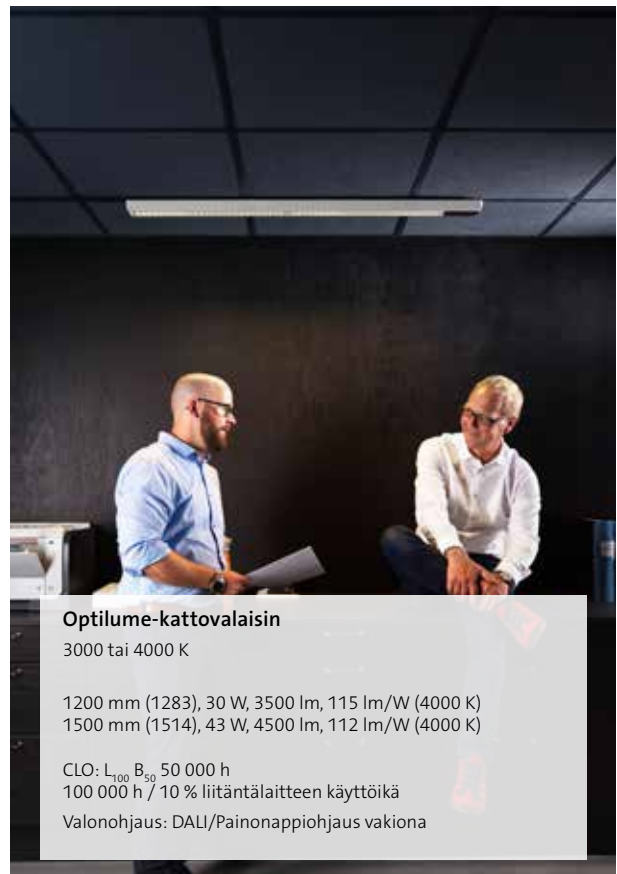 Optilume-kattovalaisin
3000 tai 4000 K
1200 mm (1283), 30 W, 3500 lm, 115 lm/W (4000 K)
1500 mm (1514), 43 W, 4500 lm, 112 lm/W (4000 K)
CLO: L₁₀₀ B₅₀ 50 000 h
100 000 h / 10 % liitäntälaitteen käyttöikä
Valonohjaus: DALI/Painonappiohjaus vakiona